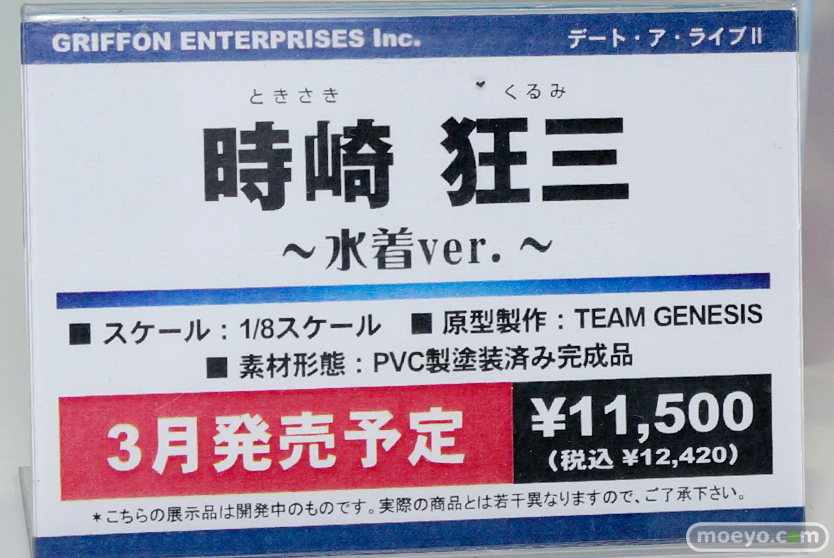 GRIFFON ENTERPRISES Inc. デート・ア・ライブⅡ
ときさき くるみ
時崎 狂三
～水着ver.～
■ スケール：1/8スケール ■ 原型製作：TEAM GENESIS
■ 素材形態：PVC製塗装済み完成品
3月発売予定
¥11,500
(税込 ¥12,420)
＊こちらの展示品は開発中のものです。実際の商品とは若干異なりますので、ご了承下さい。
moeyo.com